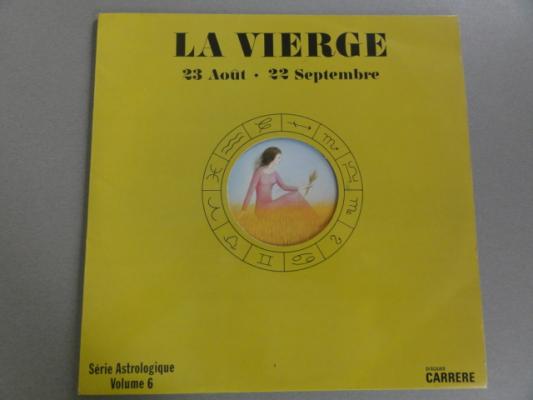 LA VIERGE
23 Août • 22 Septembre
Série Astrologique
Volume 6
DISQUES
CARRERE